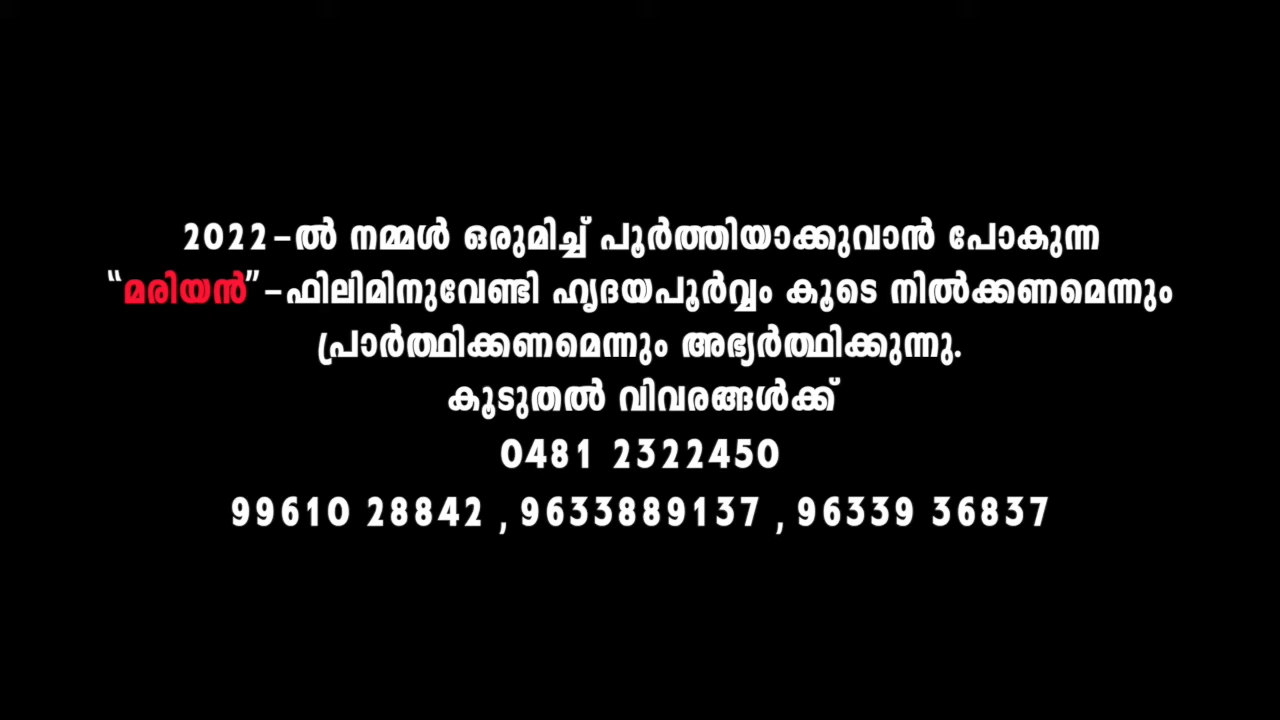 2022-ൽ നമ്മൾ ഒരുമിച്ച് പൂർത്തിയാക്കുവാൻ പോകുന്ന
“മരിയൻ”-ഫിലിമിനുവേണ്ടി ഹൃദയപൂർവ്വം കൂടെ നിൽക്കണമെന്നും
പ്രാർത്ഥിക്കണമെന്നും അഭ്യർത്ഥിക്കുന്നു.
കൂടുതൽ വിവരങ്ങൾക്ക്
0481 2322450
99610 28842 , 9633889137 , 96339 36837